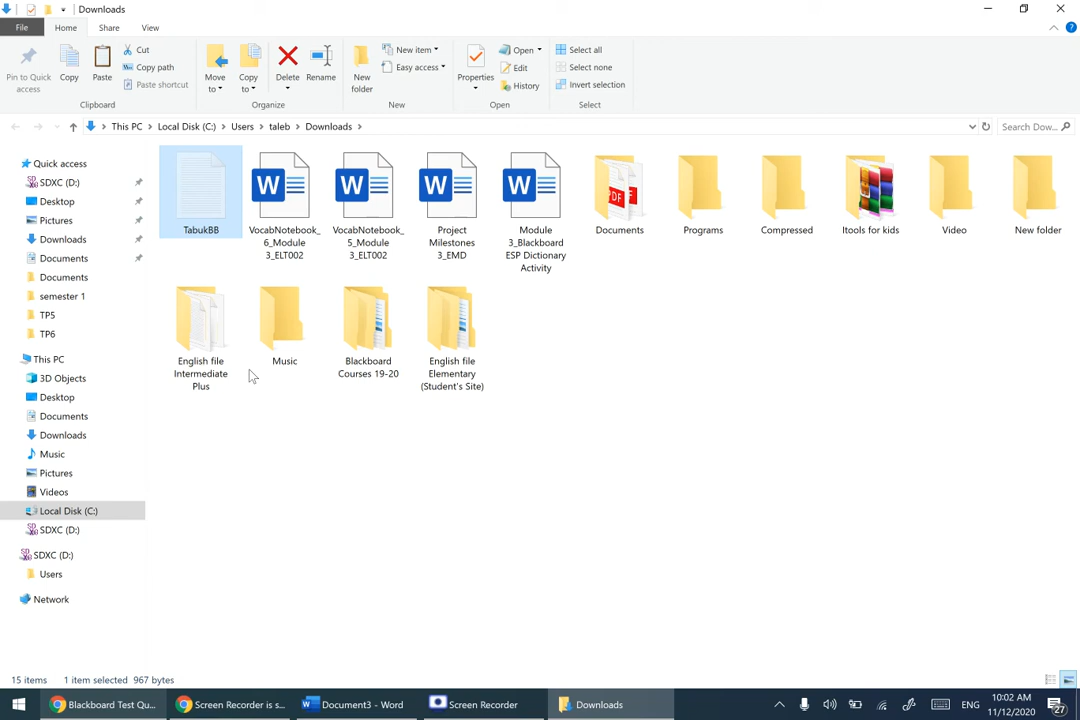 Downloads
File Home Share View
Pin to Quick access
Copy
Paste
Cut
Copy path
Paste shortcut
Clipboard
Move to
Copy to
Delete
Rename
Organize
New folder
New item
Easy access
New
Properties
Open
Edit
History
Open
Select all
Select none
Invert selection
Select
This PC > Local Disk (C:) > Users > taleb > Downloads >
Search Dow...
Quick access
SDXC (D:)
Desktop
Pictures
Downloads
Documents
Documents
semester 1
TP5
TP6
This PC
3D Objects
Desktop
Documents
Downloads
Music
Pictures
Videos
Local Disk (C:)
SDXC (D:)
SDXC (D:)
Users
Network
TabukBB
VocabNotebook_
6_Module
3_ELT002
VocabNotebook_
5_Module
3_ELT002
Project
Milestones
3_EMD
Module
3_Blackboard
ESP Dictionary
Activity
Documents
Programs
Compressed
Itools for kids
Video
New folder
English file
Intermediate
Plus
Music
Blackboard
Courses 19-20
English file
Elementary
(Student's Site)
15 items 1 item selected 967 bytes
Blackboard Test Qu...
Screen Recorder is s...
Document3 - Word
Screen Recorder
Downloads
ENG
10:02 AM
11/12/2020
27